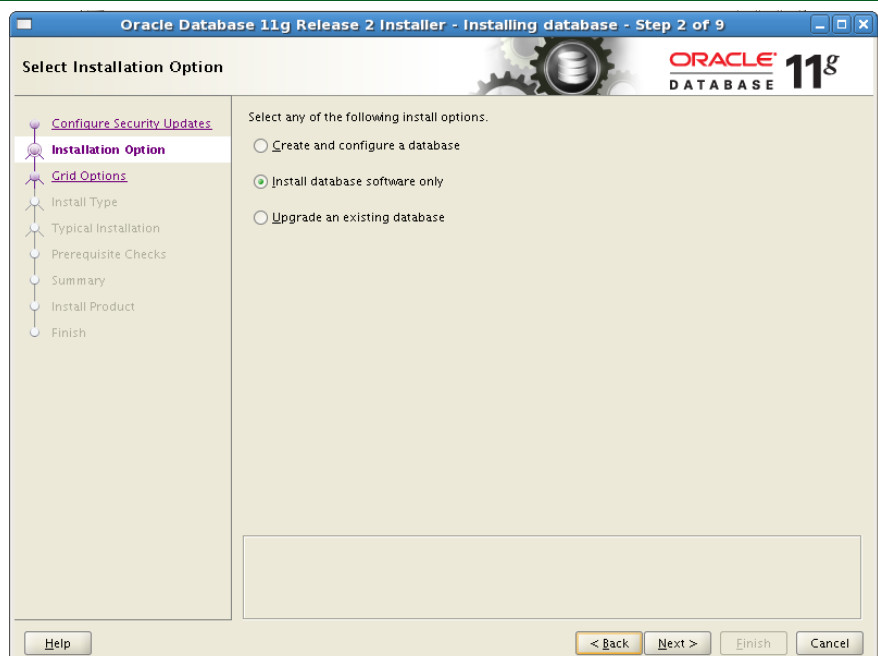 Oracle Database 11g Release 2 Installer - Installing database - Step 2 of 9
Select Installation Option
ORACLE DATABASE 11g
Configure Security Updates
Installation Option
Grid Options
Install Type
Typical Installation
Prerequisite Checks
Summary
Install Product
Finish
Select any of the following install options.
Create and configure a database
Install database software only
Upgrade an existing database
Help
< Back
Next >
Finish
Cancel